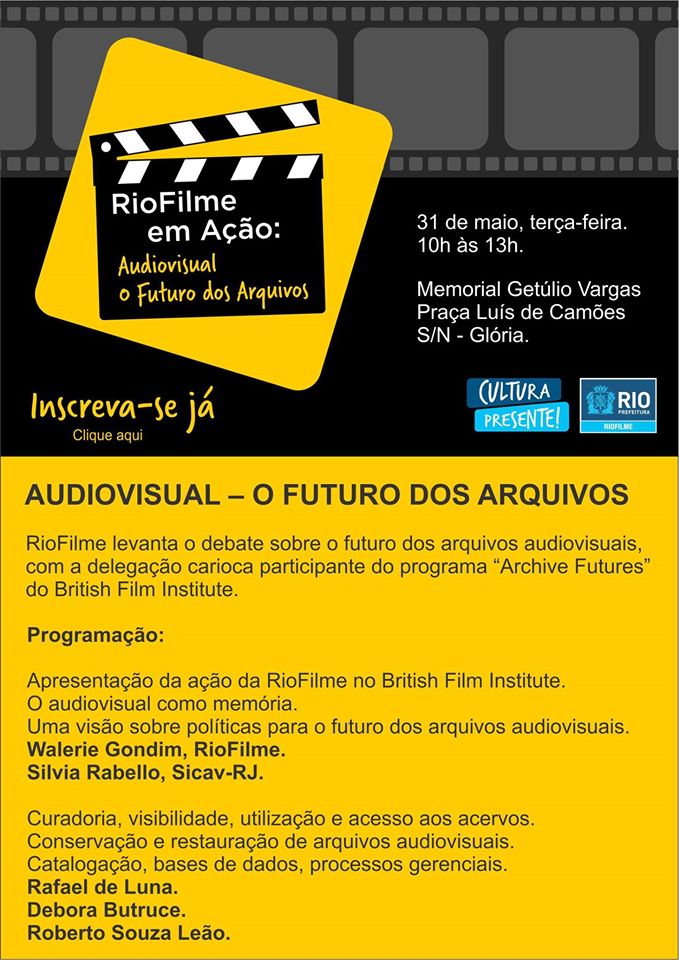 RioFilme
em Ação:
Audiovisual
o Futuro dos Arquivos
31 de maio, terça-feira.
10h às 13h.
Memorial Getúlio Vargas
Praça Luís de Camões
S/N - Glória.
Inscreva-se já
Clique aqui
CULTURA
PRESENTE!
RIO
PREFEITURA
RIOFILME
AUDIOVISUAL – O FUTURO DOS ARQUIVOS
RioFilme levanta o debate sobre o futuro dos arquivos audiovisuais,
com a delegação carioca participante do programa “Archive Futures”
do British Film Institute.
Programação:
Apresentação da ação da RioFilme no British Film Institute.
O audiovisual como memória.
Uma visão sobre políticas para o futuro dos arquivos audiovisuais.
Walerie Gondim, RioFilme.
Silvia Rabello, Sicav-RJ.
Curadoria, visibilidade, utilização e acesso aos acervos.
Conservação e restauração de arquivos audiovisuais.
Catalogação, bases de dados, processos gerenciais.
Rafael de Luna.
Debora Butruce.
Roberto Souza Leão.